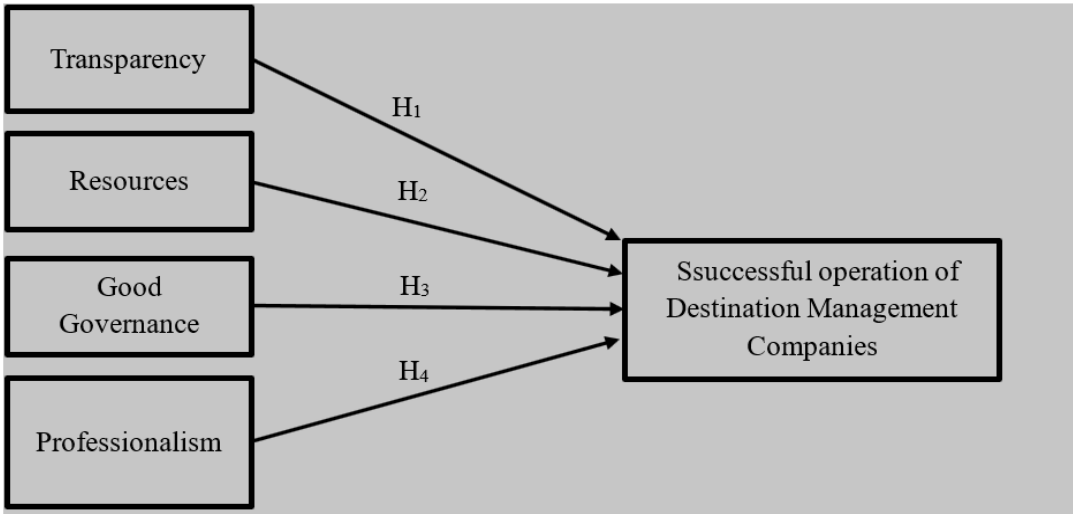 Transparency
H₁
Resources
H₂
Good
Governance
H₃
Professionalism
H₄
Ssuccessful operation of
Destination Management
Companies